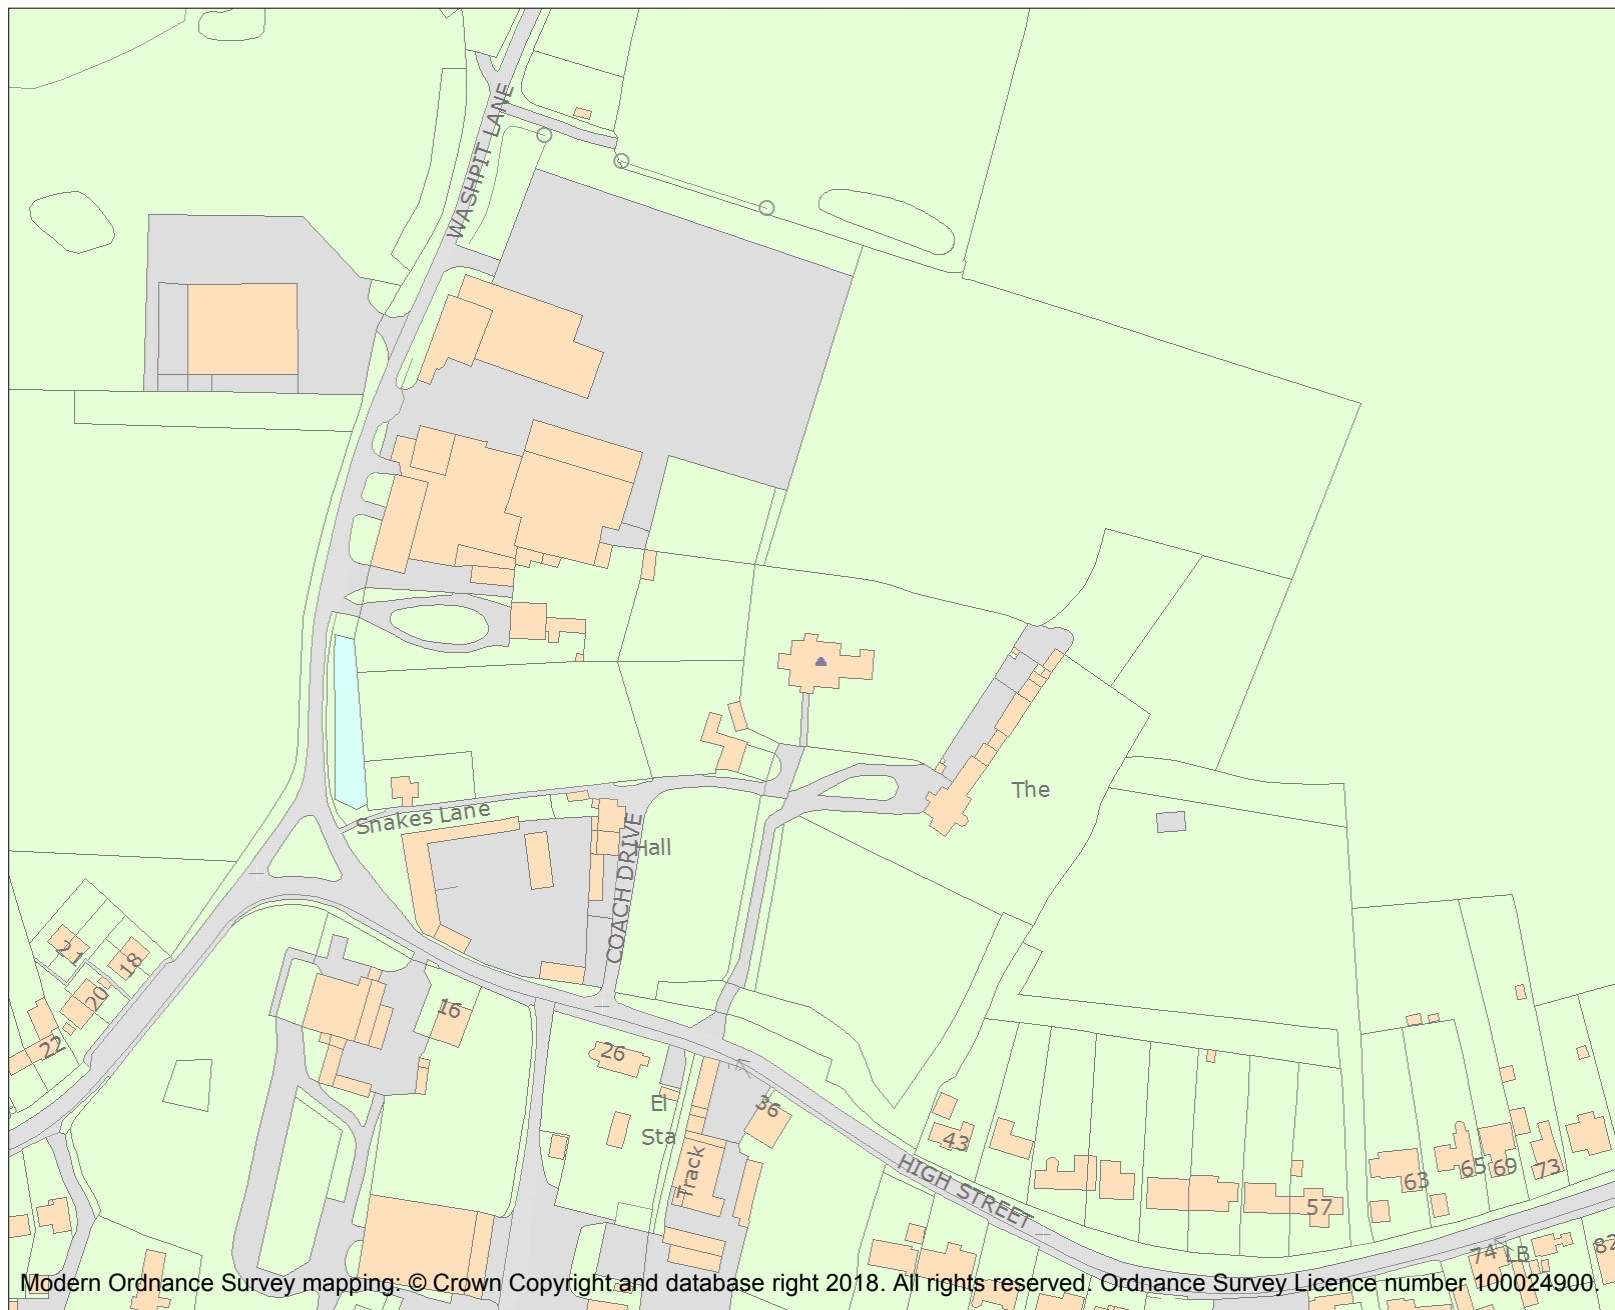 WASHPIT LANE
The
Snakes Lane
Hall
COACH DRIVE
21
18
20
22
16
26
El
Sta
36
Track
43
HIGH STREET
57
63
65
69
73
74
LB
82
Modern Ordnance Survey mapping: © Crown Copyright and database right 2018. All rights reserved. Ordnance Survey Licence number 100024900.